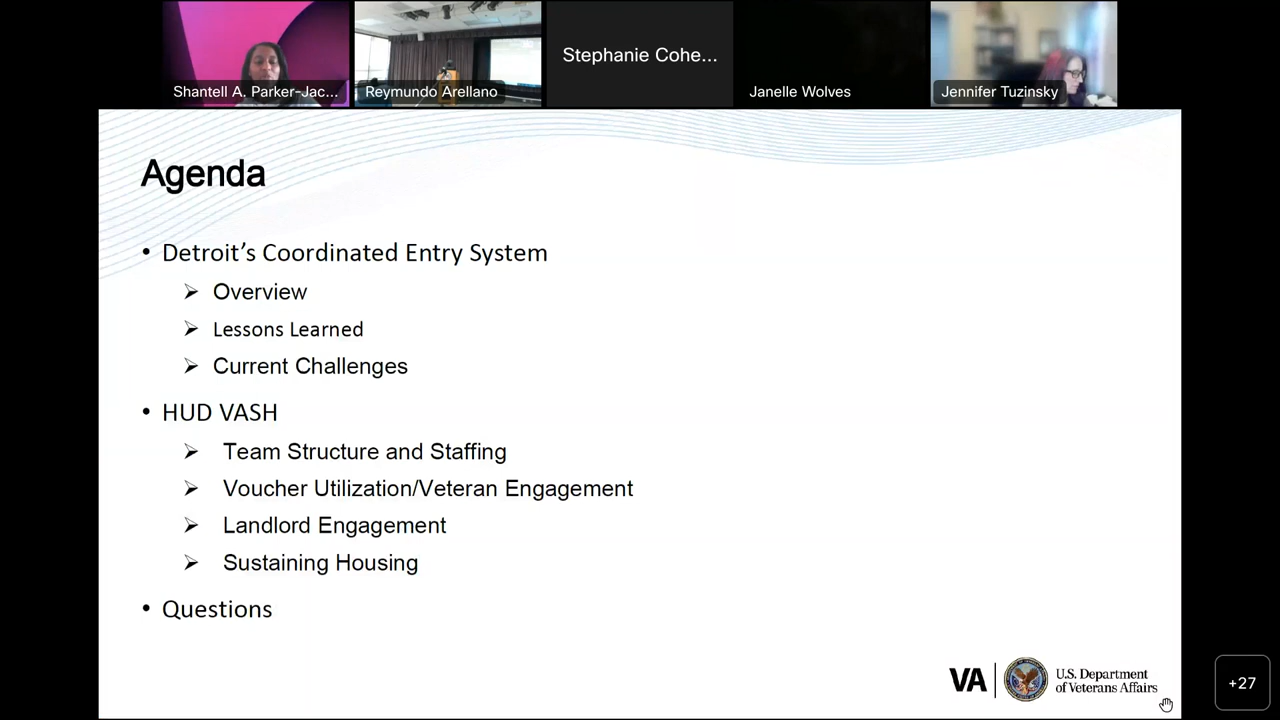 Shantell A. Parker-Jac...
Reymundo Arellano
Stephanie Cohe...
Janelle Wolves
Jennifer Tuzinsky
Agenda
• Detroit’s Coordinated Entry System
➢ Overview
➢ Lessons Learned
➢ Current Challenges
• HUD VASH
➢ Team Structure and Staffing
➢ Voucher Utilization/Veteran Engagement
➢ Landlord Engagement
➢ Sustaining Housing
• Questions
VA
U.S. Department
of Veterans Affairs
+27